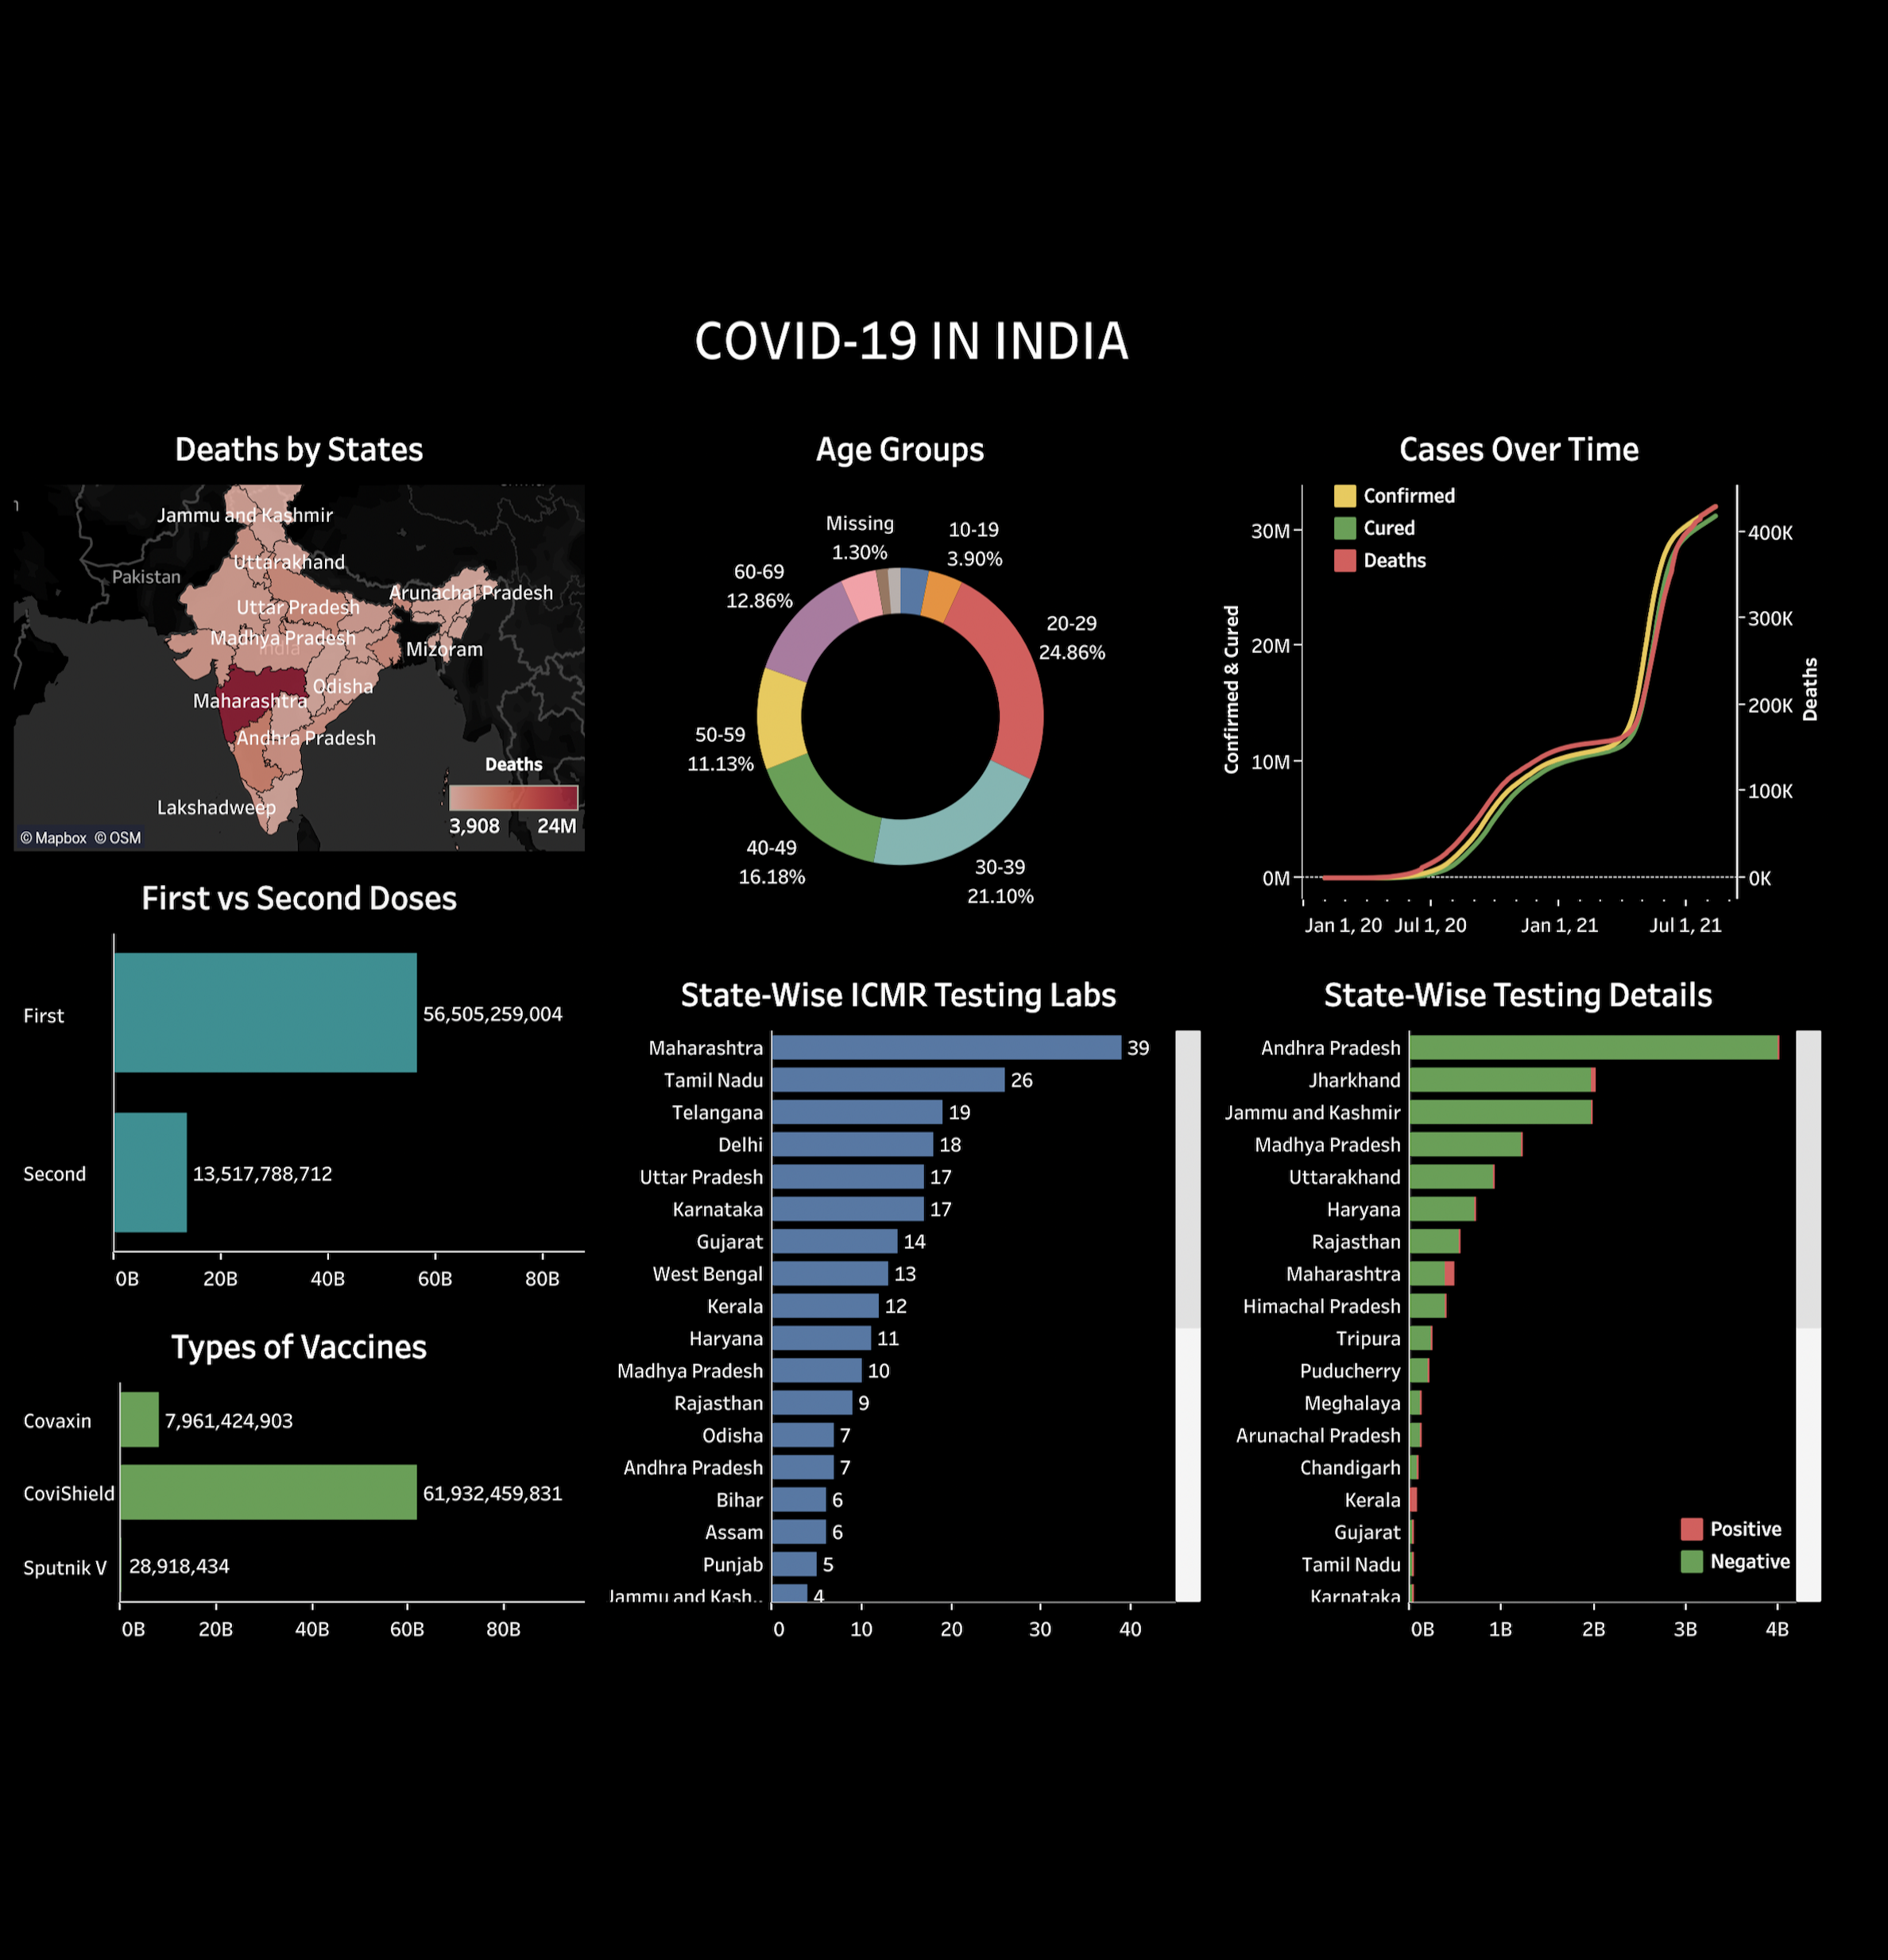 COVID-19 IN INDIA
Deaths by States
Jammu and Kashmir
Uttarakhand
Pakistan
Arunachal Pradesh
Uttar Pradesh
Madhya Pradesh
India
Mizoram
Odisha
Maharashtra
Andhra Pradesh
Deaths
Lakshadweep
3,908 24M
© Mapbox © OSM
Age Groups
Missing
1.30%
10-19
3.90%
60-69
12.86%
20-29
24.86%
50-59
11.13%
40-49
16.18%
30-39
21.10%
Cases Over Time
Confirmed
Cured
Deaths
Confirmed & Cured
30M
20M
10M
0M
Deaths
400K
300K
200K
100K
0K
Jan 1, 20 Jul 1, 20 Jan 1, 21 Jul 1, 21
First vs Second Doses
First 56,505,259,004
Second 13,517,788,712
0B 20B 40B 60B 80B
Types of Vaccines
Covaxin 7,961,424,903
CoviShield 61,932,459,831
Sputnik V 28,918,434
0B 20B 40B 60B 80B
State-Wise ICMR Testing Labs
Maharashtra 39
Tamil Nadu 26
Telangana 19
Delhi 18
Uttar Pradesh 17
Karnataka 17
Gujarat 14
West Bengal 13
Kerala 12
Haryana 11
Madhya Pradesh 10
Rajasthan 9
Odisha 7
Andhra Pradesh 7
Bihar 6
Assam 6
Punjab 5
Jammu and Kash.. 4
0 10 20 30 40
State-Wise Testing Details
Andhra Pradesh
Jharkhand
Jammu and Kashmir
Madhya Pradesh
Uttarakhand
Haryana
Rajasthan
Maharashtra
Himachal Pradesh
Tripura
Puducherry
Meghalaya
Arunachal Pradesh
Chandigarh
Kerala
Gujarat
Tamil Nadu
Karnataka
Positive
Negative
0B 1B 2B 3B 4B